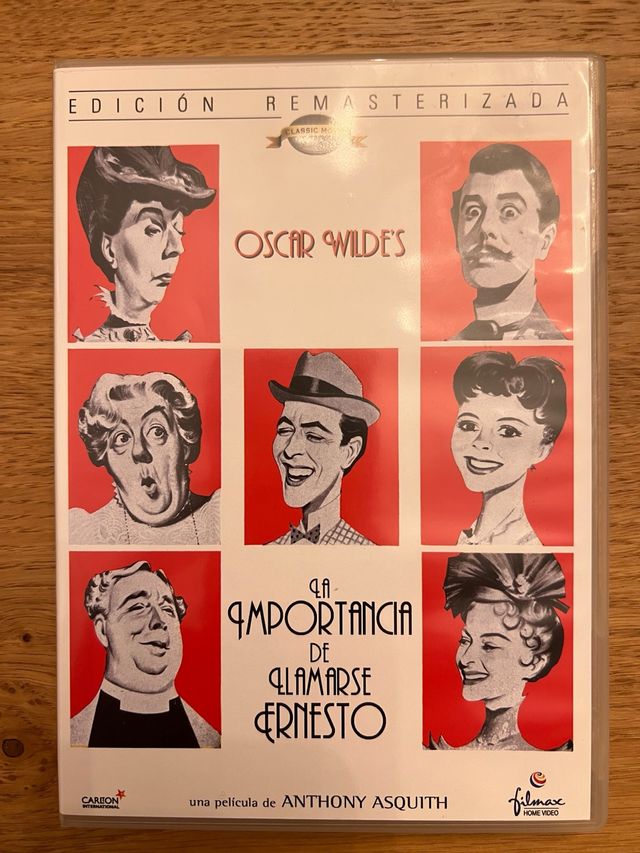 EDICIÓN REMASTERIZADA
CLASSIC
OSCAR WILDE'S
LA
IMPORTANCIA
DE
LLAMARSE
ERNESTO
CARLTON
INTERNATIONAL
una película de ANTHONY ASQUITH
filmax
HOME VIDEO